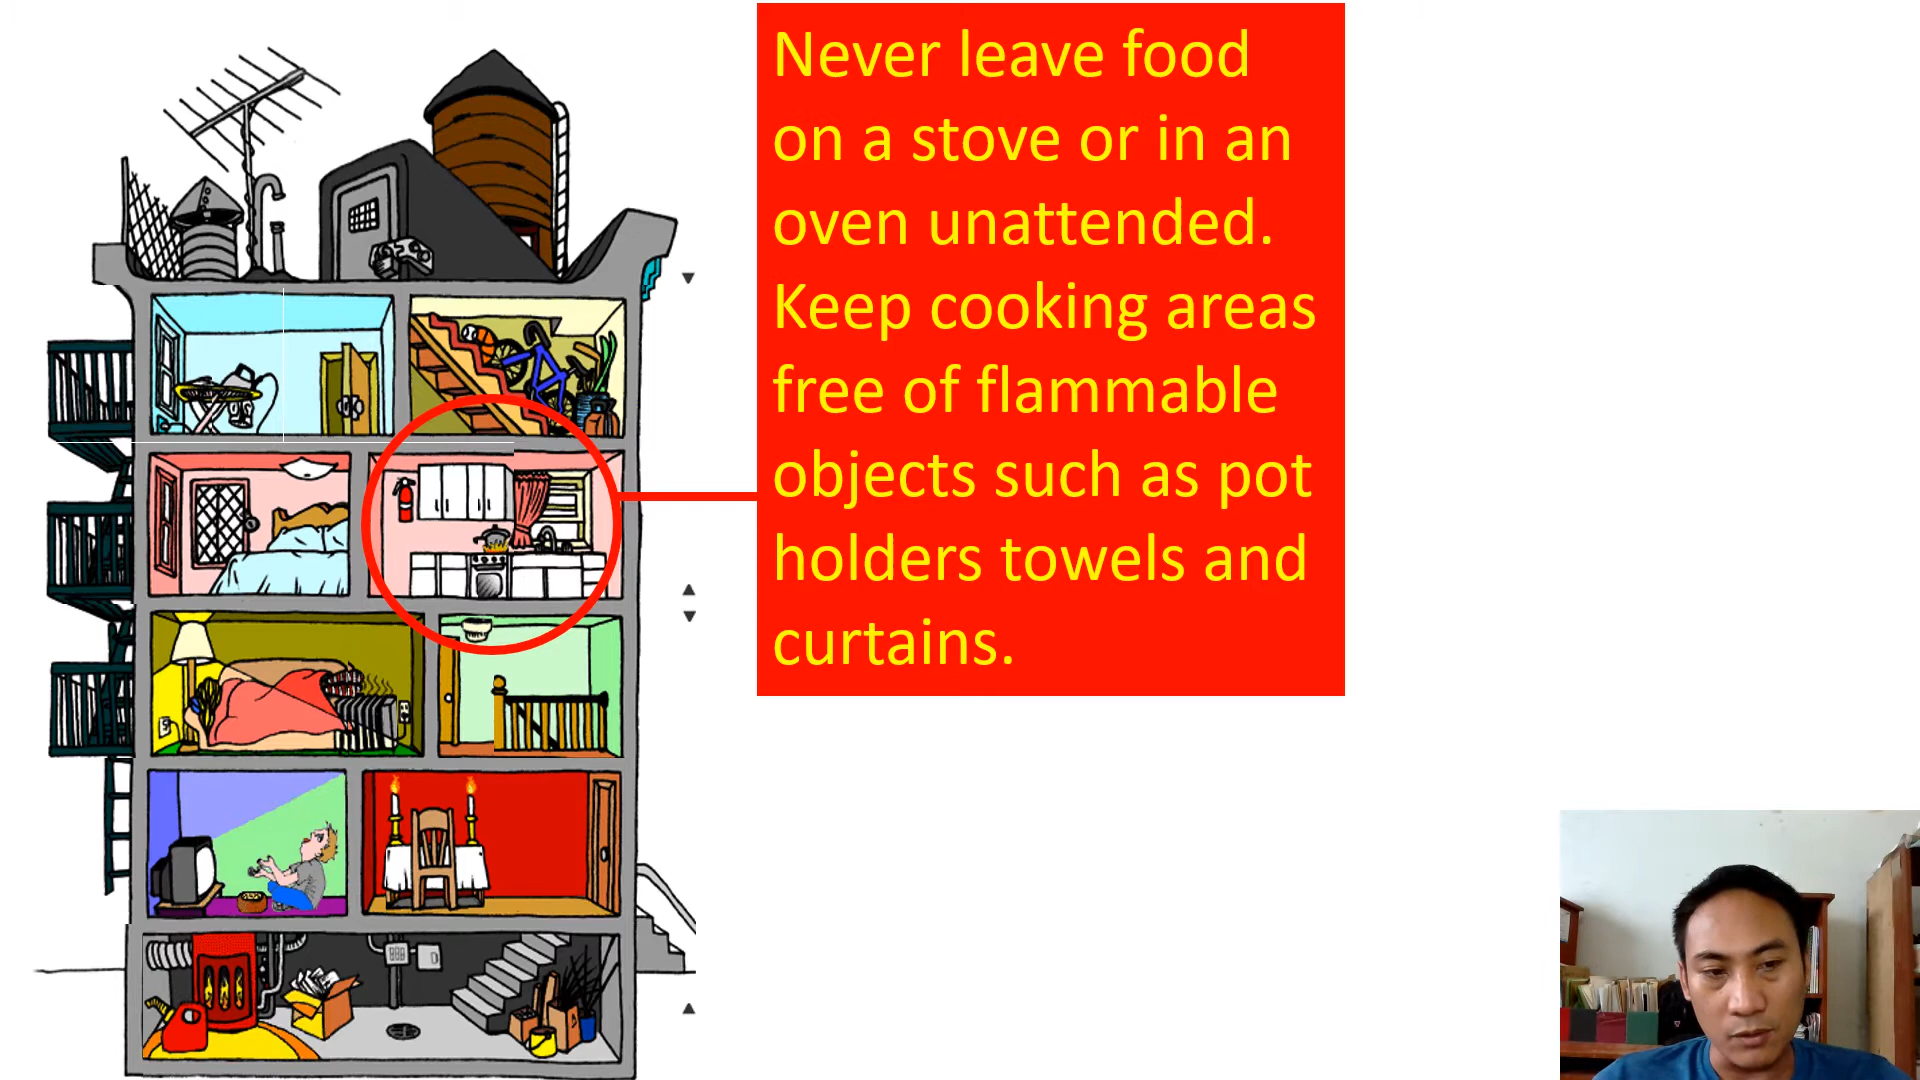 Never leave food
on a stove or in an
oven unattended.
Keep cooking areas
free of flammable
objects such as pot
holders towels and
curtains.